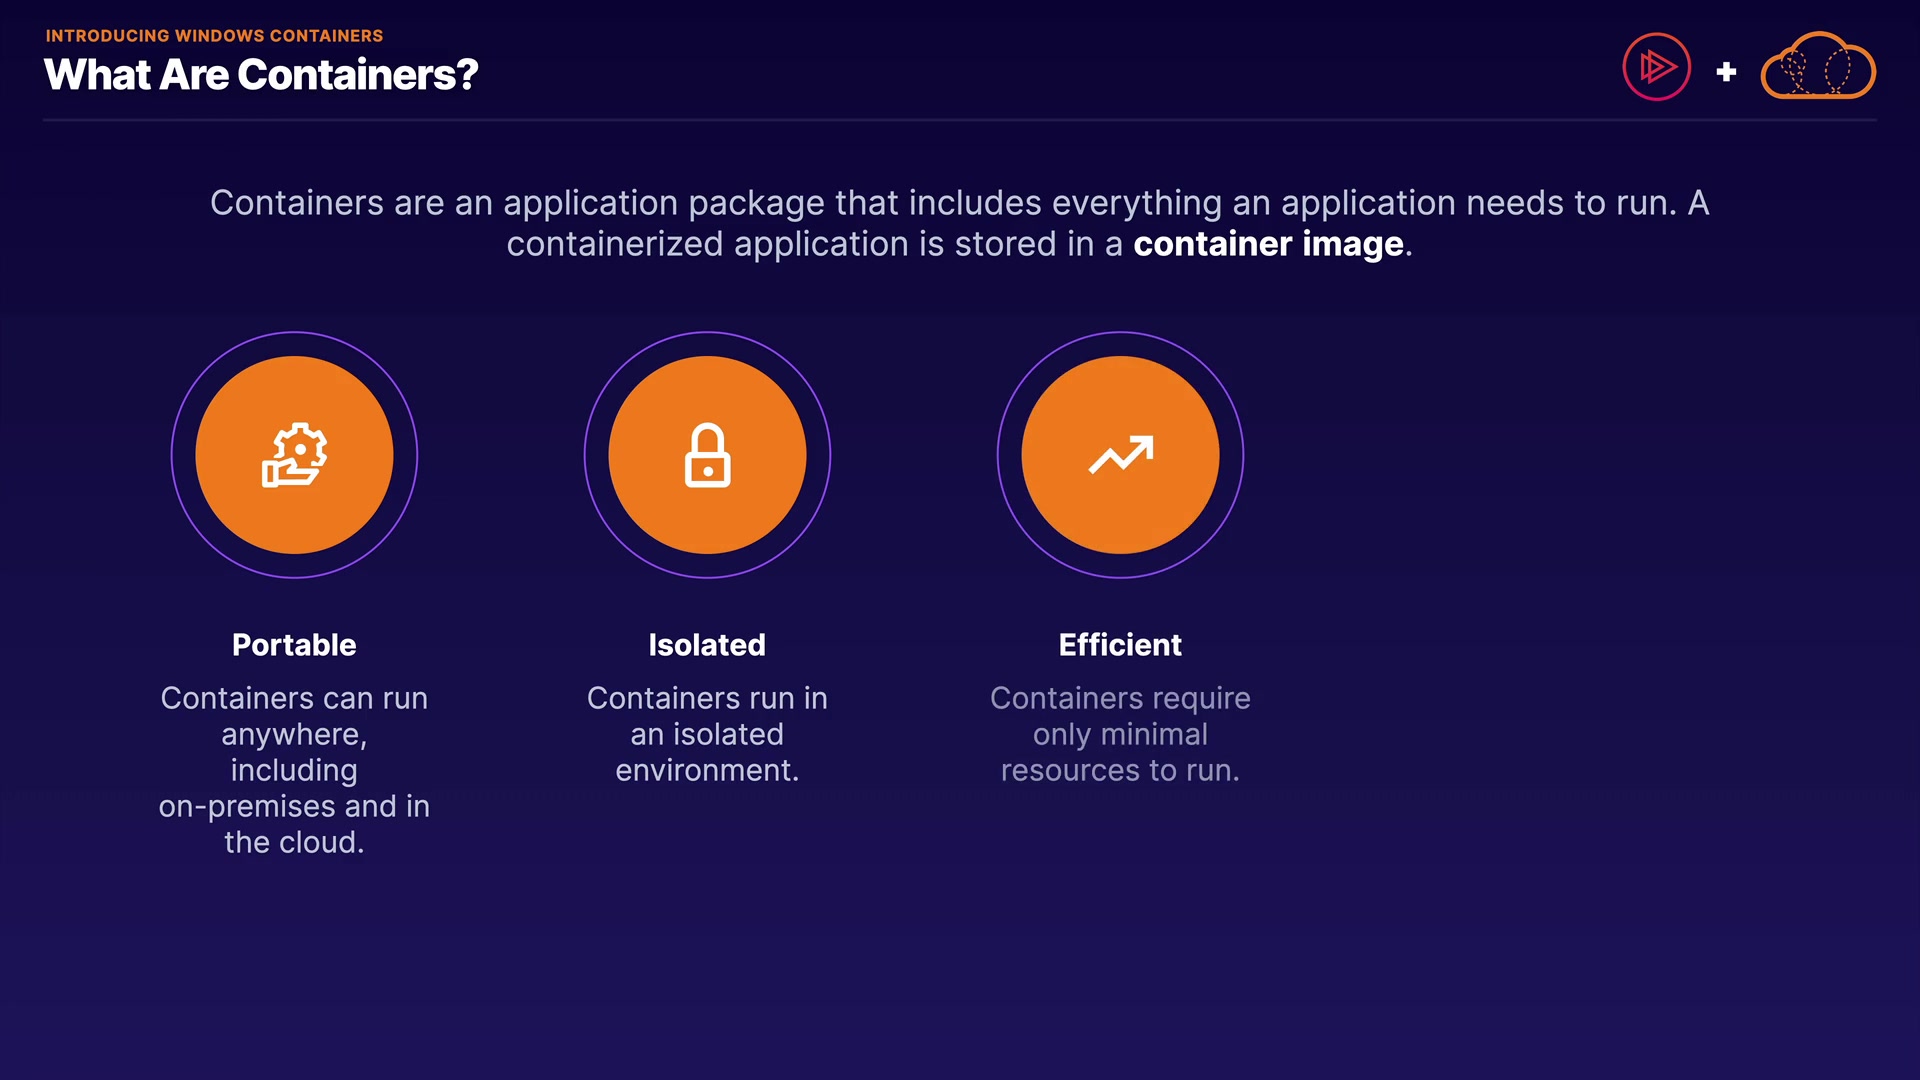 INTRODUCING WINDOWS CONTAINERS
What Are Containers?
Containers are an application package that includes everything an application needs to run. A
containerized application is stored in a container image.
Portable
Containers can run
anywhere,
including
on-premises and in
the cloud.
Isolated
Containers run in
an isolated
environment.
Efficient
Containers require
only minimal
resources to run.